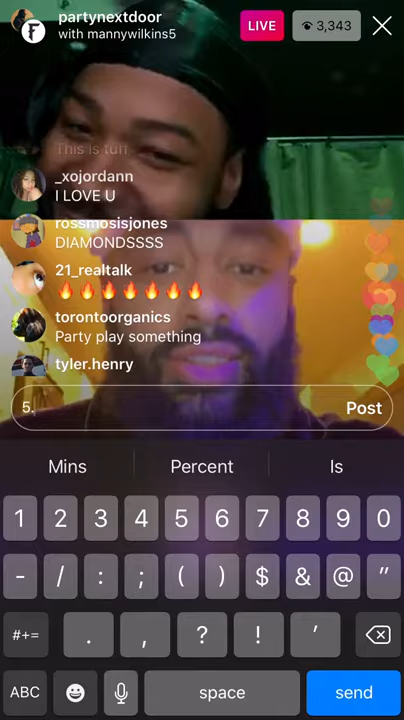 partynextdoor
with mannywilkins5
LIVE
3,343
This is tuff
_xojordann
I LOVE U
rossmosisjones
DIAMONDSSSS
21_realtalk
🔥🔥🔥🔥🔥🔥🔥
torontoorganics
Party play something
tyler.henry
5.
Post
Mins Percent Is
1 2 3 4 5 6 7 8 9 0
- / : ; ( ) $ & @ "
#+= . , ? ! '
ABC space send